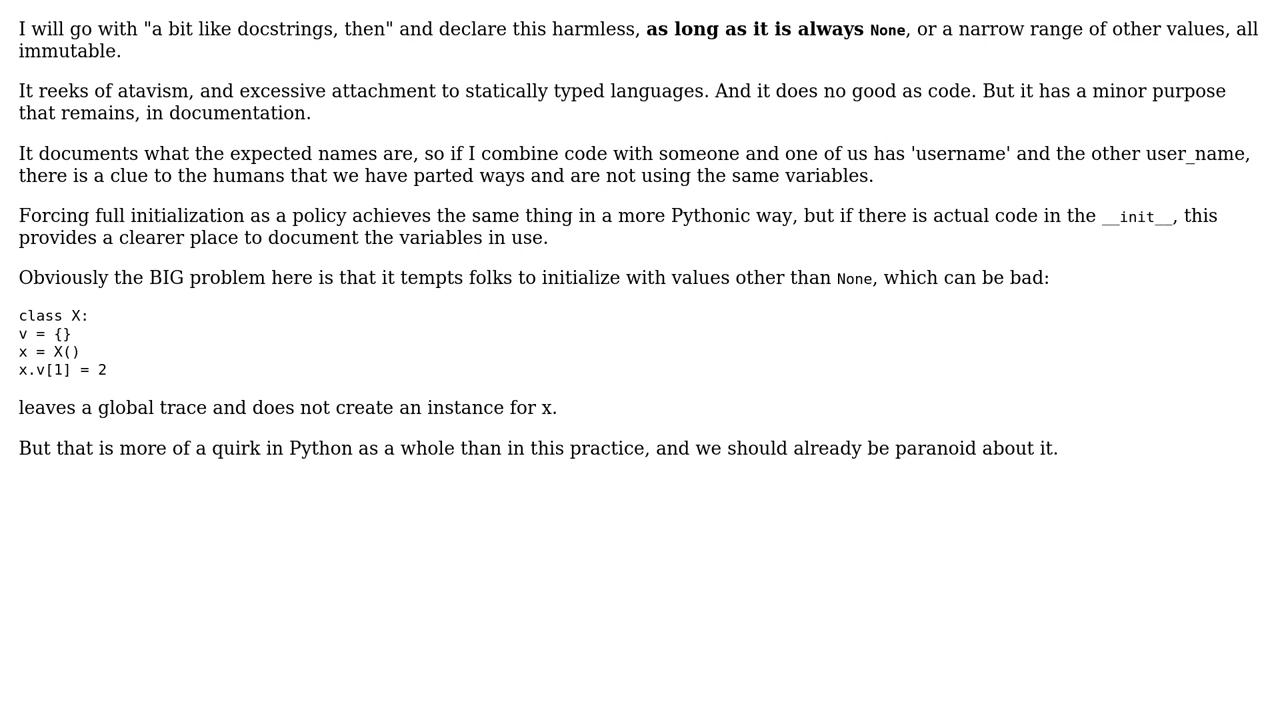 I will go with "a bit like docstrings, then" and declare this harmless, as long as it is always None, or a narrow range of other values, all
immutable.
It reeks of atavism, and excessive attachment to statically typed languages. And it does no good as code. But it has a minor purpose
that remains, in documentation.
It documents what the expected names are, so if I combine code with someone and one of us has 'username' and the other user_name,
there is a clue to the humans that we have parted ways and are not using the same variables.
Forcing full initialization as a policy achieves the same thing in a more Pythonic way, but if there is actual code in the __init__, this
provides a clearer place to document the variables in use.
Obviously the BIG problem here is that it tempts folks to initialize with values other than None, which can be bad:
class X:
v = {}
x = X()
x.v[1] = 2
leaves a global trace and does not create an instance for x.
But that is more of a quirk in Python as a whole than in this practice, and we should already be paranoid about it.